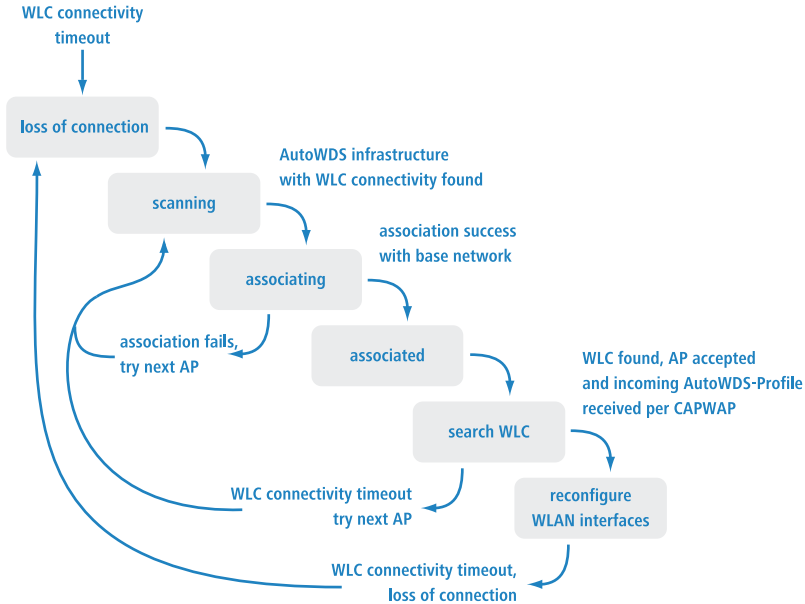 WLC connectivity
timeout
loss of connection
AutoWDS infrastructure
with WLC connectivity found
scanning
association success
with base network
associating
association fails,
try next AP
associated
WLC found, AP accepted
and incoming AutoWDS-Profile
received per CAPWAP
search WLC
WLC connectivity timeout
try next AP
reconfigure
WLAN interfaces
WLC connectivity timeout,
loss of connection